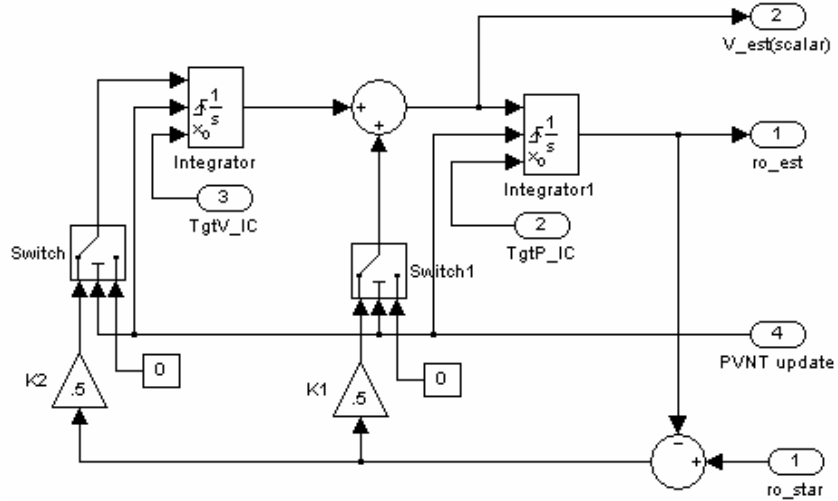 2
V_est(scalar)
1
s
x₀
Integrator
+
+
1
s
x₀
Integrator1
1
ro_est
3
TgtV_IC
2
TgtP_IC
Switch
Switch1
4
PVNT update
K2
.5
0
K1
.5
0
−
+
1
ro_star